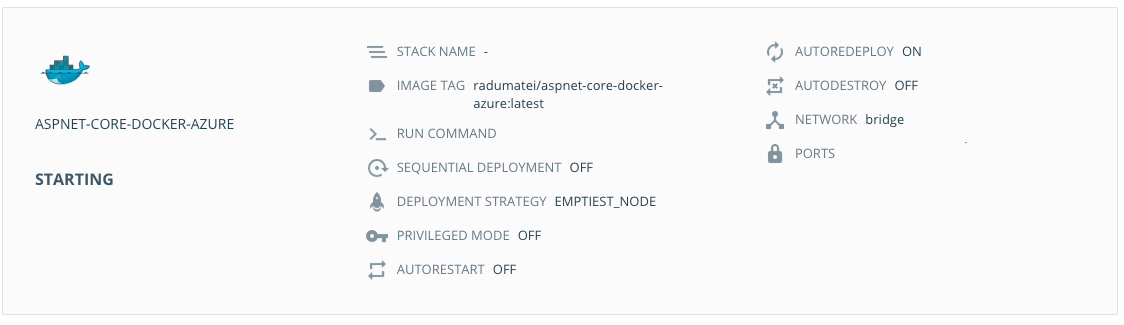 ASPNET-CORE-DOCKER-AZURE
STARTING
STACK NAME -
IMAGE TAG radumatei/aspnet-core-docker-
azure:latest
RUN COMMAND
SEQUENTIAL DEPLOYMENT OFF
DEPLOYMENT STRATEGY EMPTIEST_NODE
PRIVILEGED MODE OFF
AUTORESTART OFF
AUTOREDEPLOY ON
AUTODESTROY OFF
NETWORK bridge
PORTS